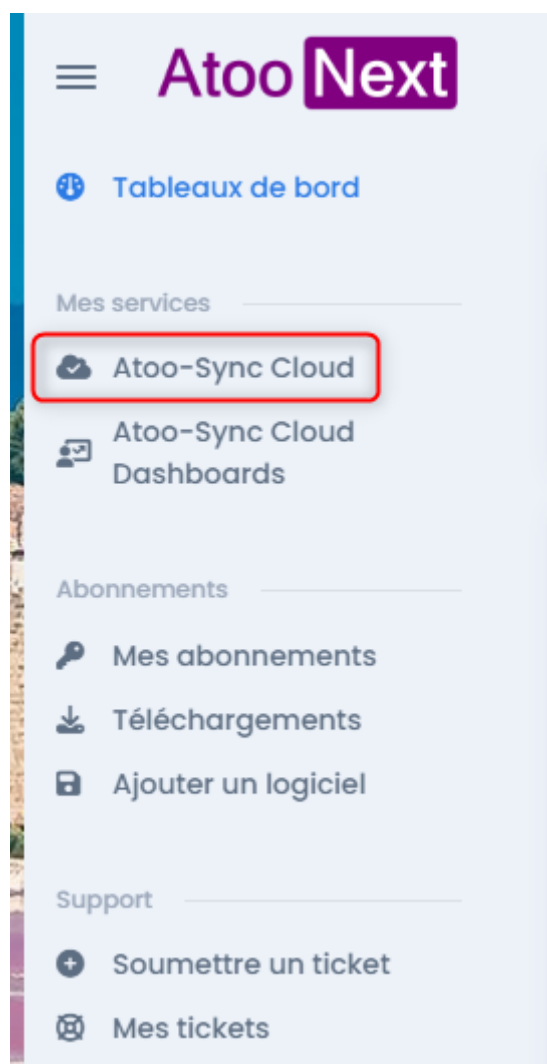 Atoo Next
Tableaux de bord
Mes services
Atoo-Sync Cloud
Atoo-Sync Cloud
Dashboards
Abonnements
Mes abonnements
Téléchargements
Ajouter un logiciel
Support
Soumettre un ticket
Mes tickets